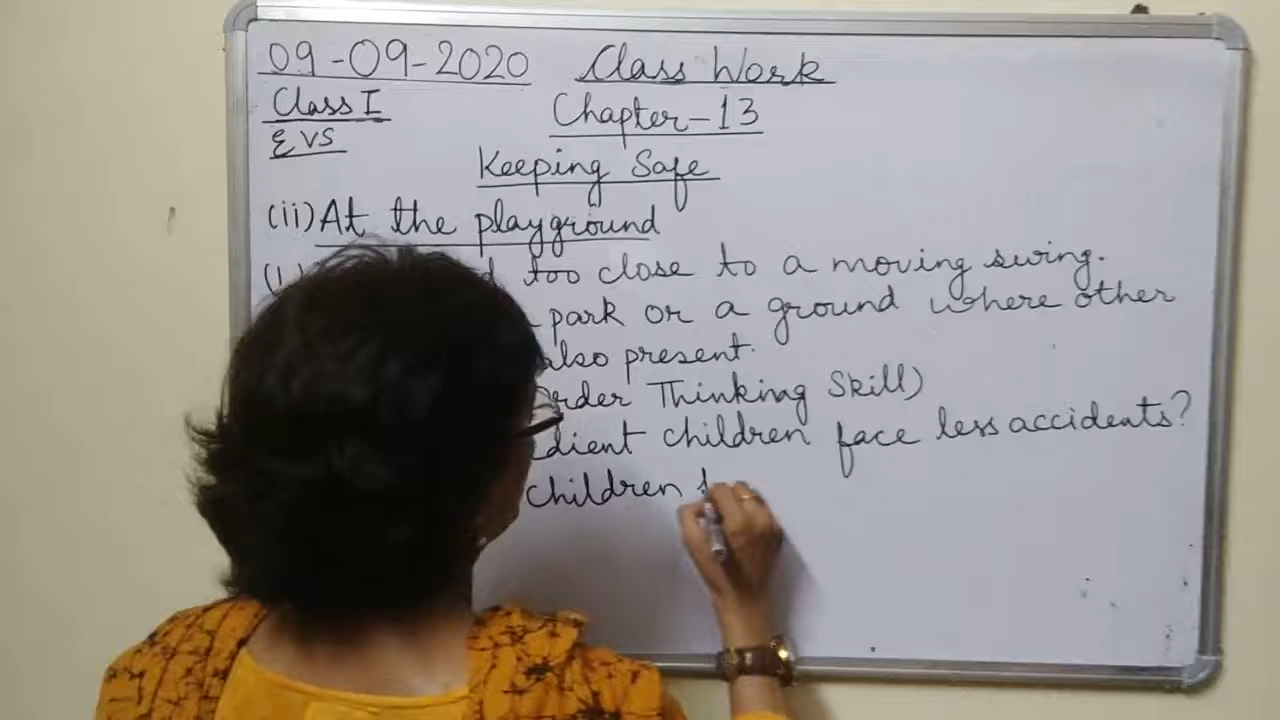 09-09-2020 Class Work
Class I Chapter-13
EVS
Keeping Safe
(ii) At the playground
too close to a moving swing.
park or a ground where other
also present.
Order Thinking Skill)
children face less accidents?
children